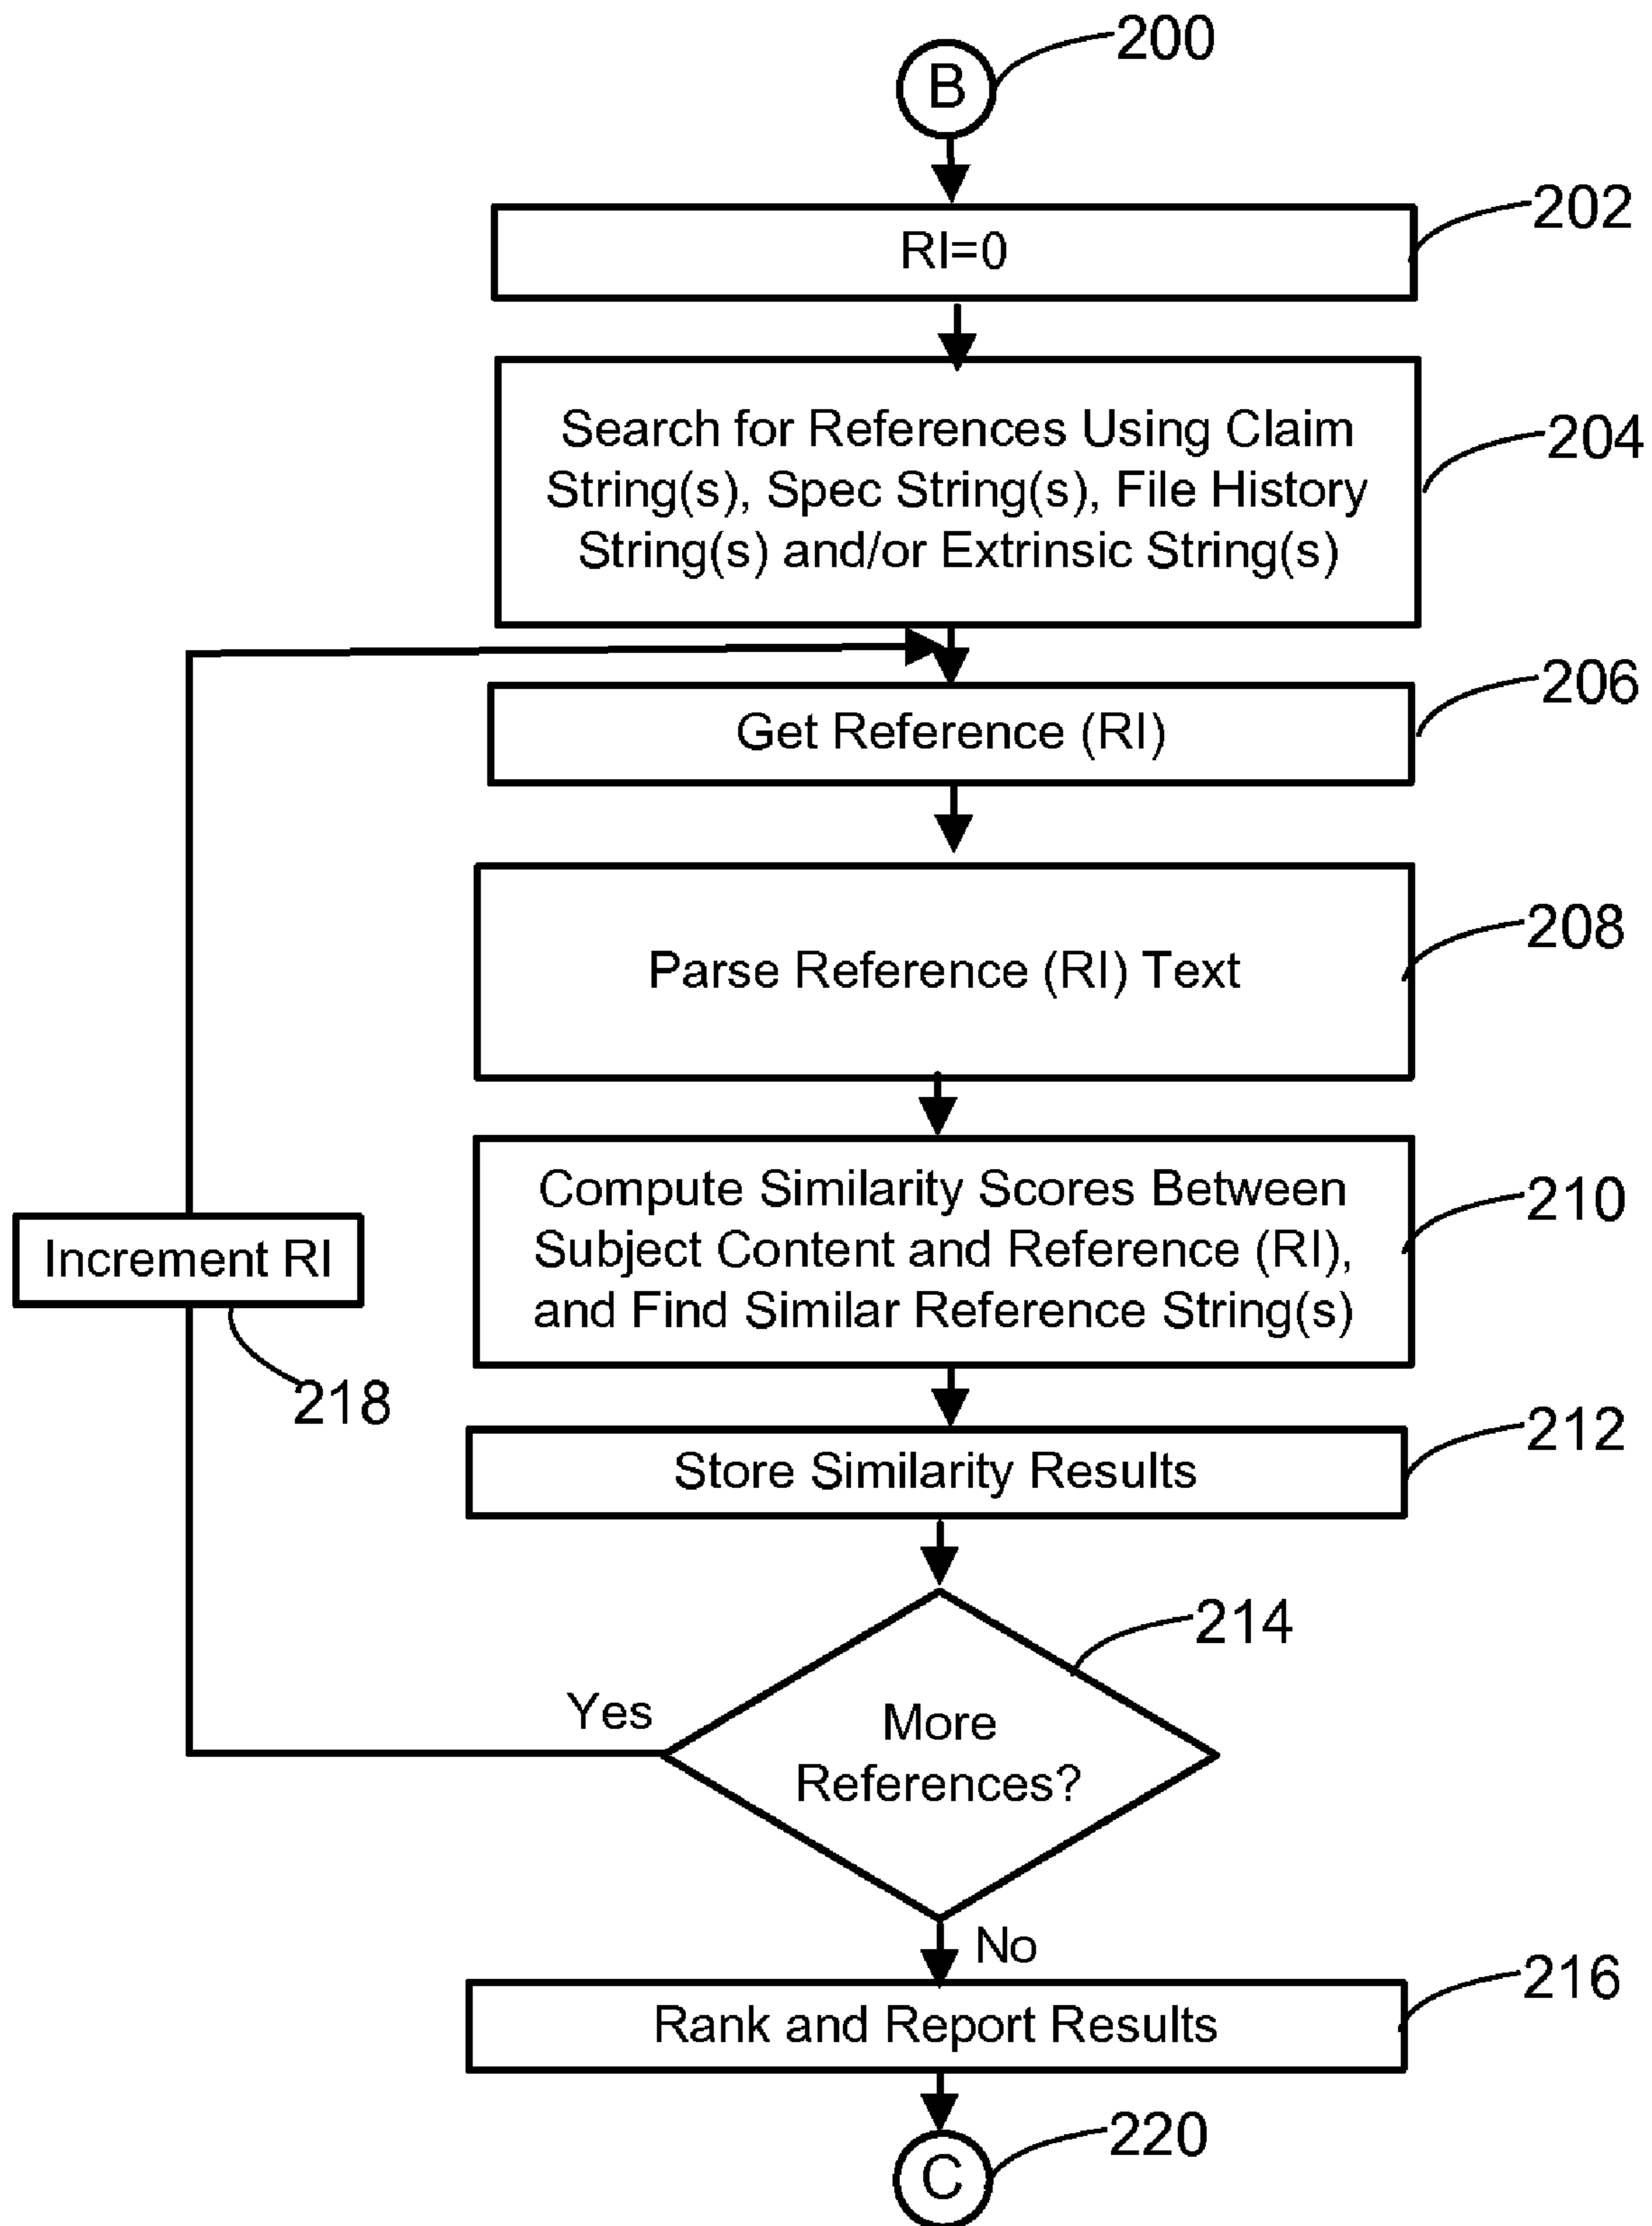 B
200
RI=0
202
Search for References Using Claim
String(s), Spec String(s), File History
String(s) and/or Extrinsic String(s)
204
Get Reference (RI)
206
Parse Reference (RI) Text
208
Compute Similarity Scores Between
Subject Content and Reference (RI),
and Find Similar Reference String(s)
210
Increment RI
218
Store Similarity Results
212
More
References?
214
Yes
No
Rank and Report Results
216
C
220